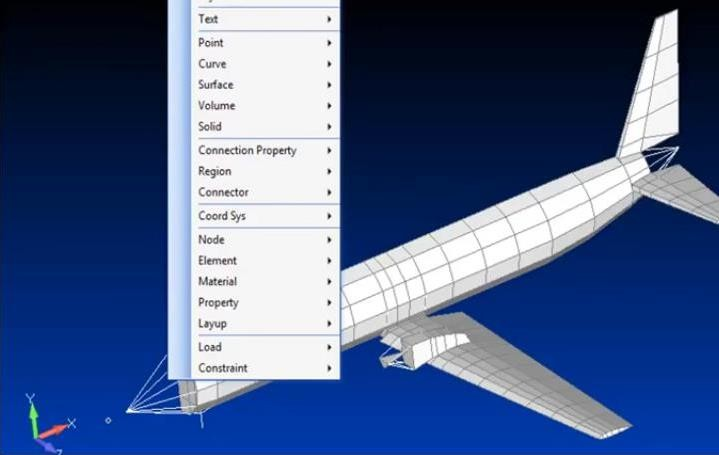 Text
Point
Curve
Surface
Volume
Solid
Connection Property
Region
Connector
Coord Sys
Node
Element
Material
Property
Layup
Load
Constraint
Y
X
Z